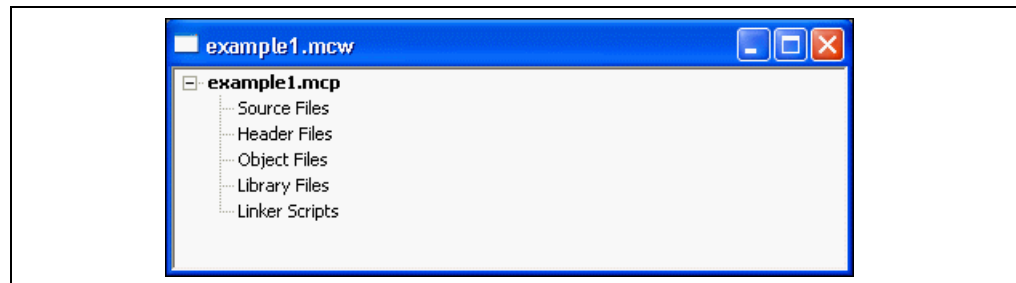 example1.mcw
example1.mcp
Source Files
Header Files
Object Files
Library Files
Linker Scripts